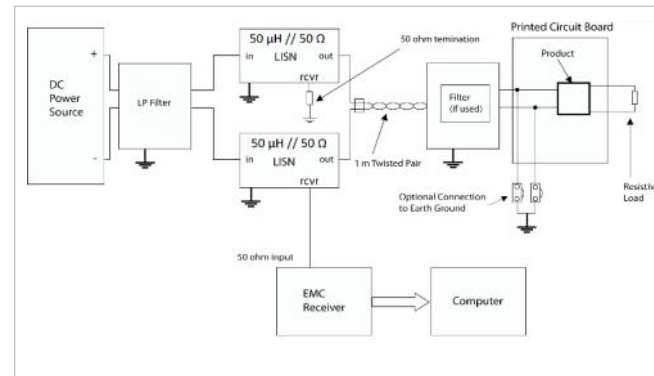 Printed Circuit Board
50 µH // 50 Ω
LISN
in
out
rcvr
50 ohm temination
Product
DC
Power
Source
+
-
LP Filter
Filter
(if used)
50 µH // 50 Ω
LISN
in
out
rcvr
1 m Twisted Pair
Optional Connection
to Earth Ground
Resistiv
Load
50 ohm input
EMC
Receiver
Computer